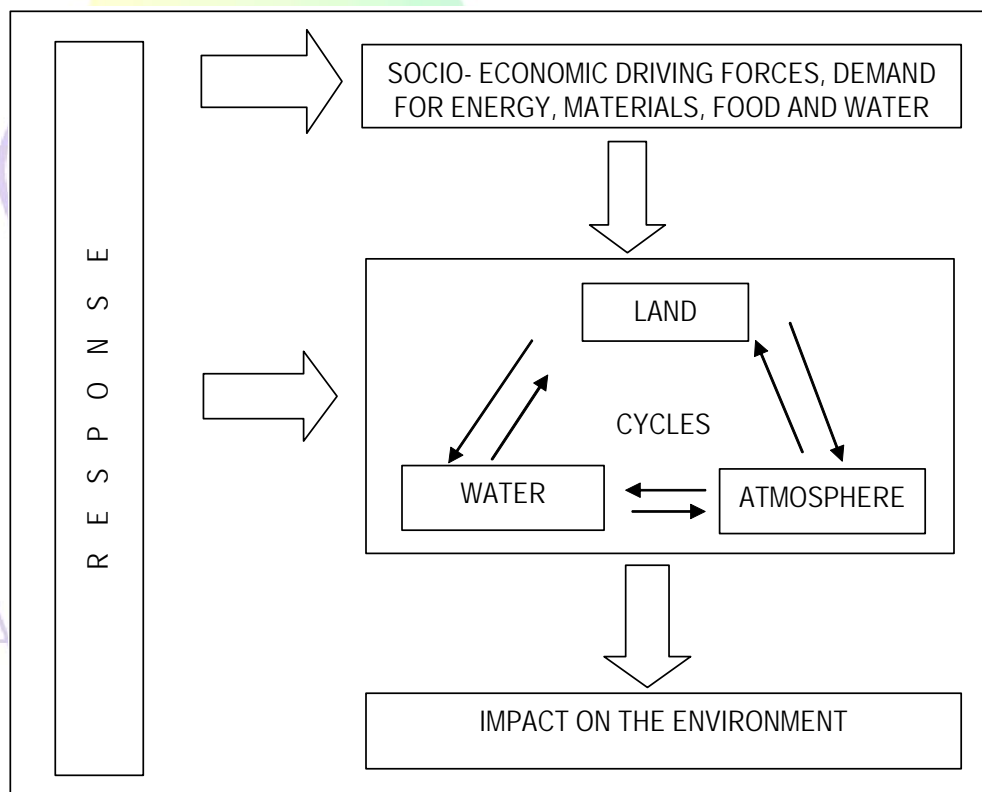 SOCIO- ECONOMIC DRIVING FORCES, DEMAND
FOR ENERGY, MATERIALS, FOOD AND WATER
RESPONSE
LAND
CYCLES
WATER
ATMOSPHERE
IMPACT ON THE ENVIRONMENT